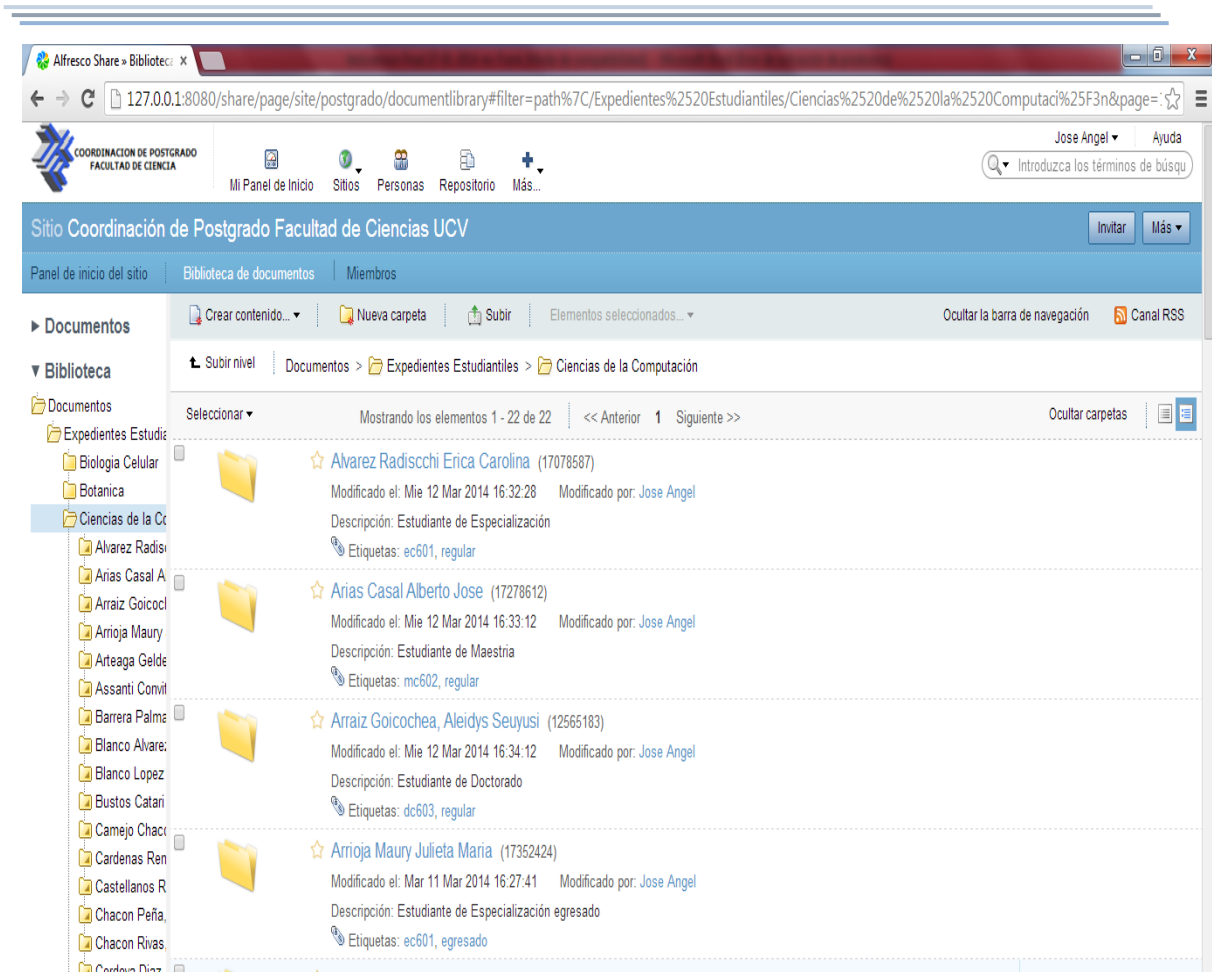 Alfresco Share » Bibliotec
127.0.0.1:8080/share/page/site/postgrado/documentlibrary#filter=path%7C/Expedientes%2520Estudiantiles/Ciencias%2520de%2520la%2520Computaci%25F3n&page=
COORDINACION DE POSTGRADO
FACULTAD DE CIENCIA
Mi Panel de Inicio Sitios Personas Repositorio Más...
Jose Angel Ayuda
Introduzca los términos de búsqu
Sitio Coordinación de Postgrado Facultad de Ciencias UCV
Invitar Más
Panel de inicio del sitio Biblioteca de documentos Miembros
Documentos
Crear contenido... Nueva carpeta Subir Elementos seleccionados... Ocultar la barra de navegación Canal RSS
Biblioteca
Subir nivel Documentos > Expedientes Estudiantiles > Ciencias de la Computación
Seleccionar Mostrando los elementos 1 - 22 de 22 << Anterior 1 Siguiente >> Ocultar carpetas
Documentos
Expedientes Estudia
Biologia Celular
Botanica
Ciencias de la Co
Alvarez Radisc
Arias Casal A
Arraiz Goicocl
Arrioja Maury
Arteaga Gelde
Assanti Convit
Barrera Palma
Blanco Alvarez
Blanco Lopez
Bustos Catari
Camejo Chaco
Cardenas Ren
Castellanos R
Chacon Peña,
Chacon Rivas,
Cordova Diaz
Alvarez Radiscchi Erica Carolina (17078587)
Modificado el: Mie 12 Mar 2014 16:32:28 Modificado por: Jose Angel
Descripción: Estudiante de Especialización
Etiquetas: ec601, regular
Arias Casal Alberto Jose (17278612)
Modificado el: Mie 12 Mar 2014 16:33:12 Modificado por: Jose Angel
Descripción: Estudiante de Maestria
Etiquetas: mc602, regular
Arraiz Goicochea, Aleidys Seuyusi (12565183)
Modificado el: Mie 12 Mar 2014 16:34:12 Modificado por: Jose Angel
Descripción: Estudiante de Doctorado
Etiquetas: dc603, regular
Arrioja Maury Julieta Maria (17352424)
Modificado el: Mar 11 Mar 2014 16:27:41 Modificado por: Jose Angel
Descripción: Estudiante de Especialización egresado
Etiquetas: ec601, egresado